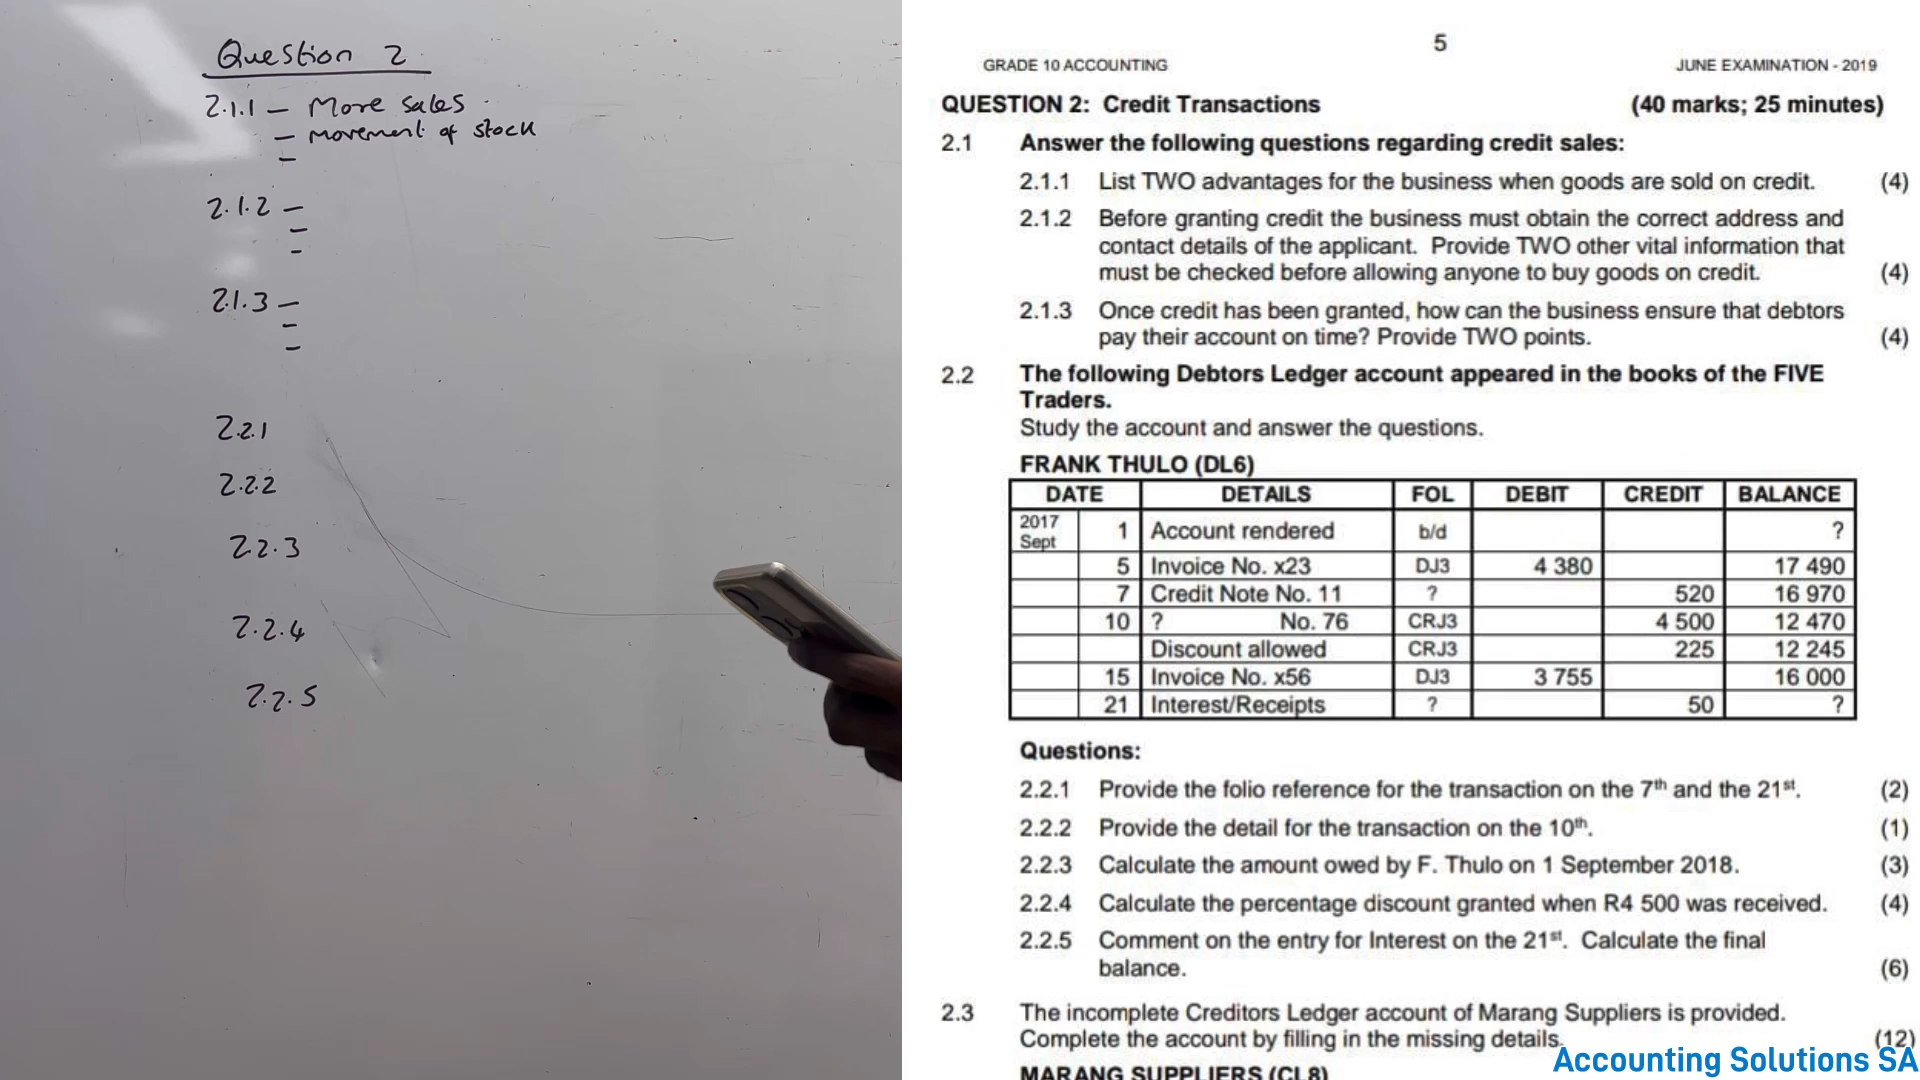 Question 2
2.1.1 – More sales
– movement of stock
–
2.1.2 –
–
-
2.1.3 –
-
–
2.2.1
2.2.2
2.2.3
2.2.4
2.2.5
5
GRADE 10 ACCOUNTING JUNE EXAMINATION - 2019
QUESTION 2: Credit Transactions (40 marks; 25 minutes)
2.1 Answer the following questions regarding credit sales:
2.1.1 List TWO advantages for the business when goods are sold on credit. (4)
2.1.2 Before granting credit the business must obtain the correct address and
contact details of the applicant. Provide TWO other vital information that
must be checked before allowing anyone to buy goods on credit. (4)
2.1.3 Once credit has been granted, how can the business ensure that debtors
pay their account on time? Provide TWO points. (4)
2.2 The following Debtors Ledger account appeared in the books of the FIVE
Traders.
Study the account and answer the questions.
FRANK THULO (DL6)
DATE DETAILS FOL DEBIT CREDIT BALANCE
2017
Sept 1 Account rendered b/d ?
5 Invoice No. x23 DJ3 4 380 17 490
7 Credit Note No. 11 ? 520 16 970
10 ? No. 76 CRJ3 4 500 12 470
Discount allowed CRJ3 225 12 245
15 Invoice No. x56 DJ3 3 755 16 000
21 Interest/Receipts ? 50 ?
Questions:
2.2.1 Provide the folio reference for the transaction on the 7th and the 21st. (2)
2.2.2 Provide the detail for the transaction on the 10th. (1)
2.2.3 Calculate the amount owed by F. Thulo on 1 September 2018. (3)
2.2.4 Calculate the percentage discount granted when R4 500 was received. (4)
2.2.5 Comment on the entry for Interest on the 21st. Calculate the final
balance. (6)
2.3 The incomplete Creditors Ledger account of Marang Suppliers is provided.
Complete the account by filling in the missing details. (12)
MARANG SUPPLIERS (CL8)
Accounting Solutions SA